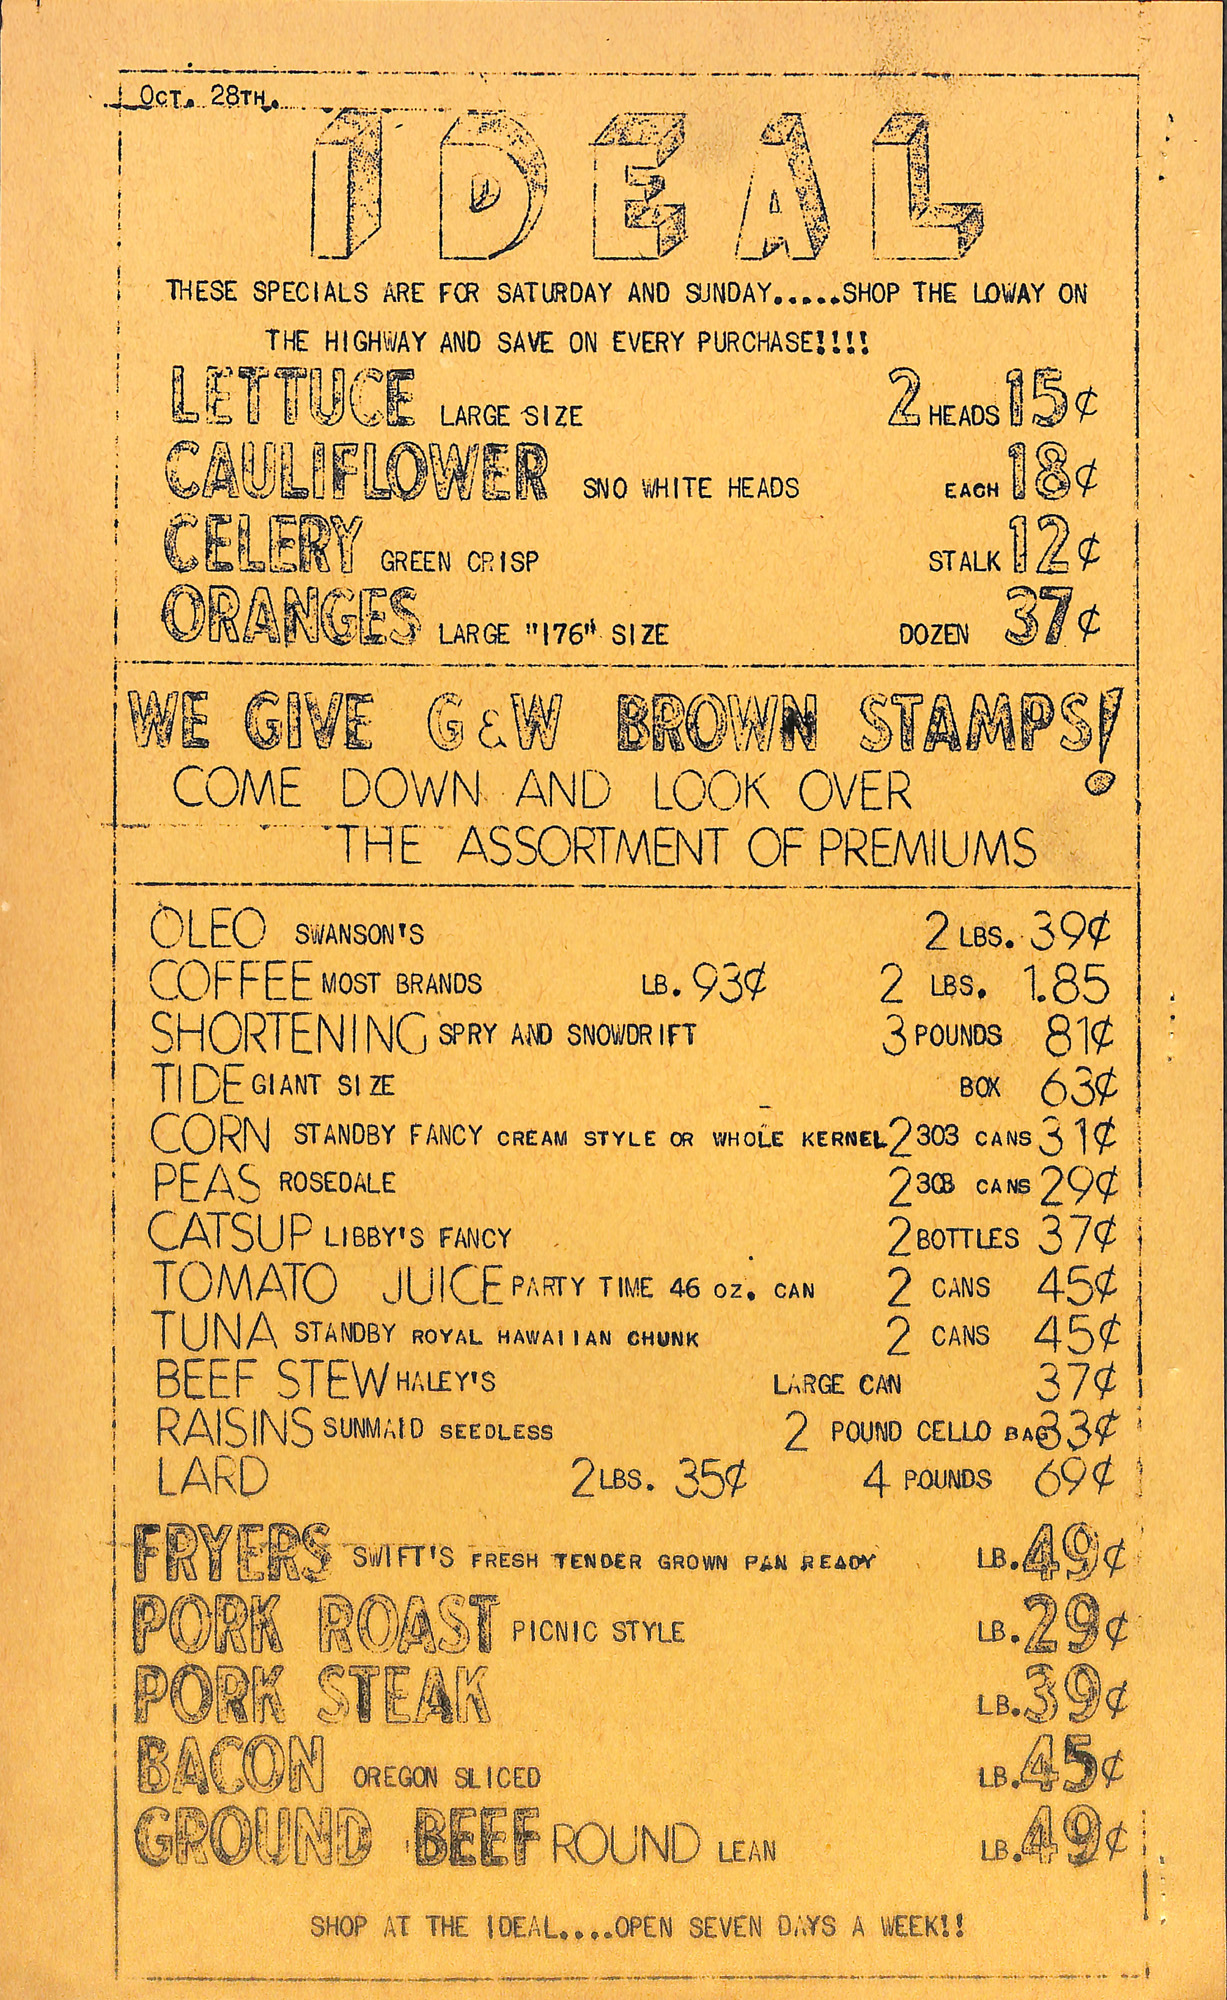 OCT. 28TH.
IDEAL
THESE SPECIALS ARE FOR SATURDAY AND SUNDAY.....SHOP THE LOWAY ON
THE HIGHWAY AND SAVE ON EVERY PURCHASE!!!!
LETTUCE LARGE SIZE 2 HEADS 15¢
CAULIFLOWER SNO WHITE HEADS EACH 18¢
CELERY GREEN CRISP STALK 12¢
ORANGES LARGE "176" SIZE DOZEN 37¢
WE GIVE G&W BROWN STAMPS!
COME DOWN AND LOOK OVER
THE ASSORTMENT OF PREMIUMS
OLEO SWANSON'S 2 LBS. 39¢
COFFEE MOST BRANDS LB. 93¢ 2 LBS. 1.85
SHORTENING SPRY AND SNOWDRIFT 3 POUNDS 81¢
TIDE GIANT SIZE BOX 63¢
CORN STANDBY FANCY CREAM STYLE OR WHOLE KERNEL 2 303 CANS 31¢
PEAS ROSEDALE 2 303 CANS 29¢
CATSUP LIBBY'S FANCY 2 BOTTLES 37¢
TOMATO JUICE PARTY TIME 46 OZ. CAN 2 CANS 45¢
TUNA STANDBY ROYAL HAWAIIAN CHUNK 2 CANS 45¢
BEEF STEW HALEY'S LARGE CAN 37¢
RAISINS SUNMAID SEEDLESS 2 POUND CELLO BAG 33¢
LARD 2 LBS. 35¢ 4 POUNDS 69¢
FRYERS SWIFT'S FRESH TENDER GROWN PAN READY LB. 49¢
PORK ROAST PICNIC STYLE LB. 29¢
PORK STEAK LB. 39¢
BACON OREGON SLICED LB. 45¢
GROUND BEEF ROUND LEAN LB. 49¢
SHOP AT THE IDEAL....OPEN SEVEN DAYS A WEEK!!